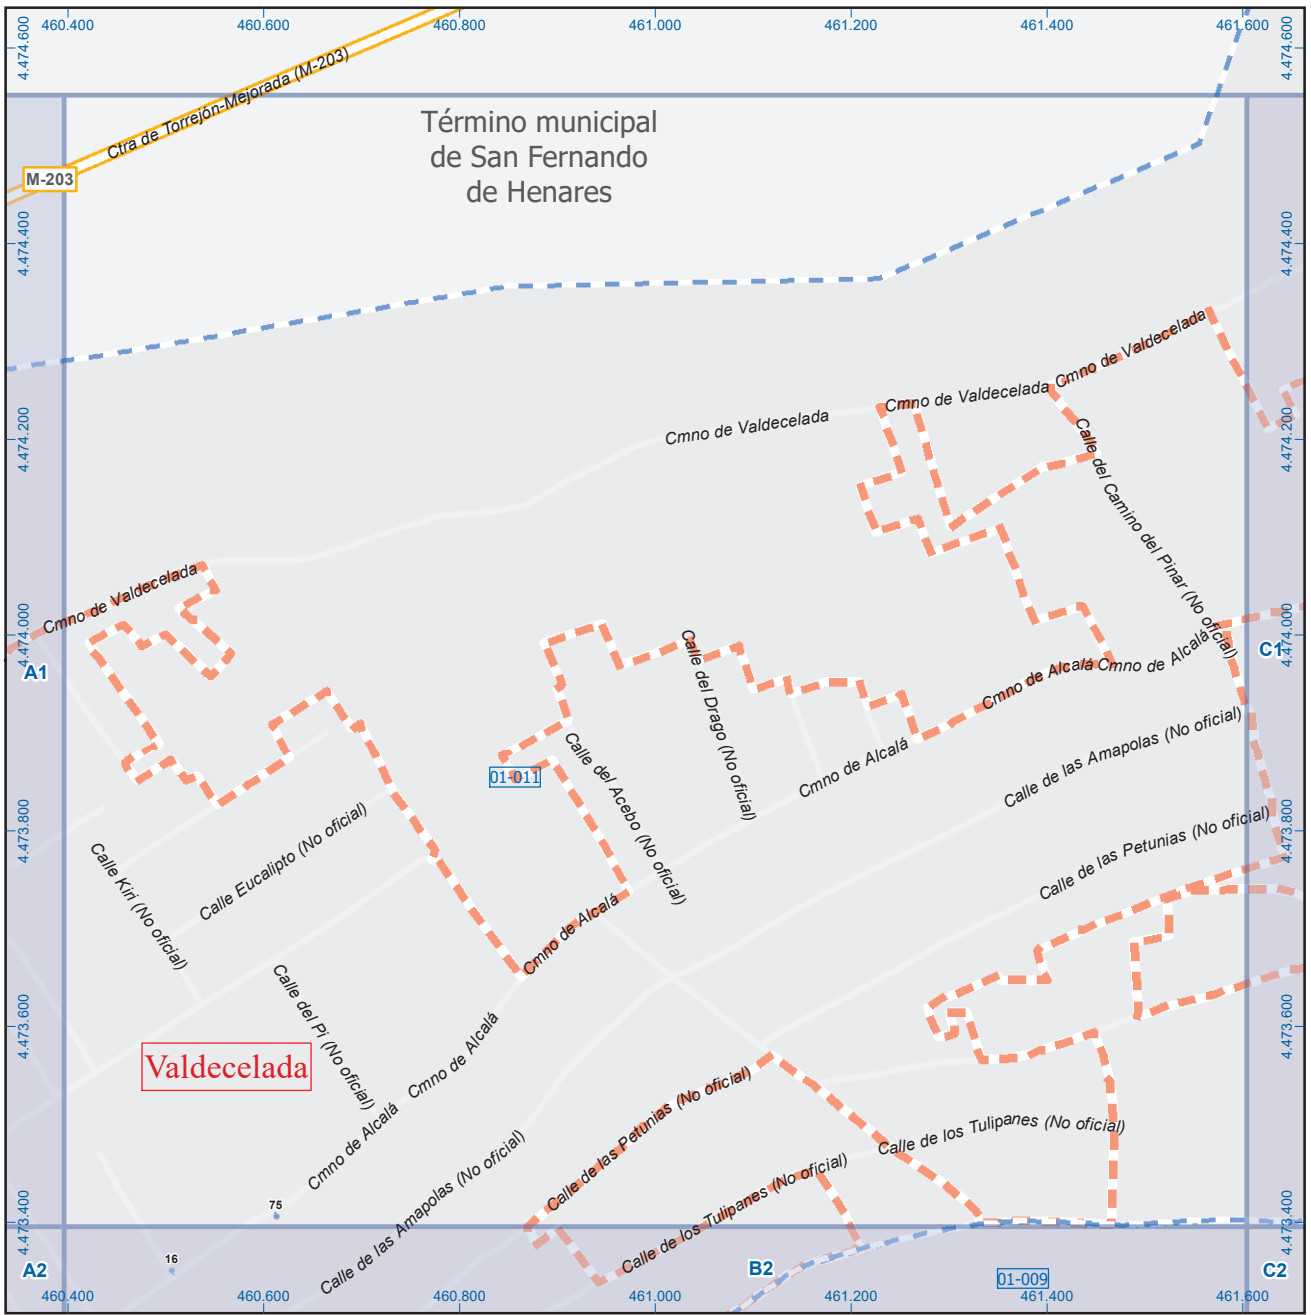 460.400 460.600 460.800 461.000 461.200 461.400 461.600
4.474.600
4.474.600
Ctra de Torrejón-Mejorada (M-203)
Término municipal
de San Fernando
de Henares
M-203
4.474.400
4.474.400
Cmno de Valdecelada
Cmno de Valdecelada
Cmno de Valdecelada
4.474.200
4.474.200
Calle del Camino del Pinar (No oficial)
Cmno de Valdecelada
4.474.000
4.474.000
A1
C1
Cmno de Alcalá
Cmno de Alcalá
Calle del Drago (No oficial)
Calle de las Amapolas (No oficial)
Cmno de Alcalá
Calle del Acebo (No oficial)
01-011
4.473.800
4.473.800
Calle Eucalipto (No oficial)
Calle Kiri (No oficial)
Calle de las Petunias (No oficial)
Cmno de Alcalá
Calle del Pi (No oficial)
4.473.600
4.473.600
Cmno de Alcalá
Valdecelada
Calle de las Petunias (No oficial)
Calle de los Tulipanes (No oficial)
Cmno de Alcalá
Calle de las Amapolas (No oficial)
Calle de los Tulipanes (No oficial)
75
4.473.400
4.473.400
16
A2
B2
01-009
C2
460.400 460.600 460.800 461.000 461.200 461.400 461.600